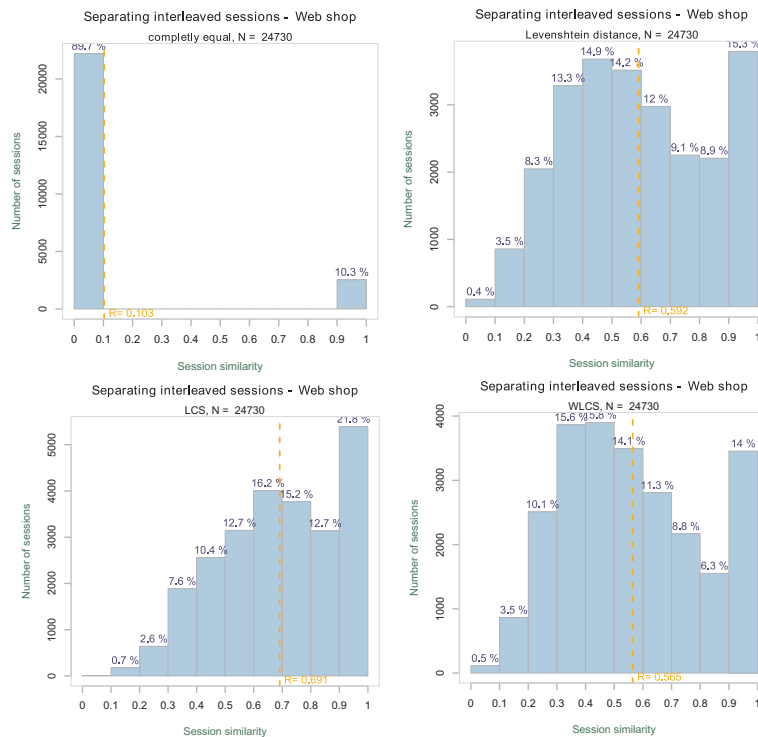 Separating interleaved sessions - Web shop
completly equal, N = 24730
89.7 %
10.3 %
R= 0.103
Number of sessions
0
5000
10000
15000
20000
0 0.1 0.2 0.3 0.4 0.5 0.6 0.7 0.8 0.9 1
Session similarity
Separating interleaved sessions - Web shop
Levenshtein distance, N = 24730
0.4 % 3.5 % 8.3 % 13.3 % 14.9 % 14.2 % 12 % 9.1 % 8.9 % 15.3 %
R= 0.592
Number of sessions
0
1000
2000
3000
0 0.1 0.2 0.3 0.4 0.5 0.6 0.7 0.8 0.9 1
Session similarity
Separating interleaved sessions - Web shop
LCS, N = 24730
0.7 % 2.6 % 7.6 % 10.4 % 12.7 % 16.2 % 15.2 % 12.7 % 21.8 %
R= 0.691
Number of sessions
0
1000
2000
3000
4000
5000
0 0.1 0.2 0.3 0.4 0.5 0.6 0.7 0.8 0.9 1
Session similarity
Separating interleaved sessions - Web shop
WLCS, N = 24730
0.5 % 3.5 % 10.1 % 15.6 % 15.8 % 14.1 % 11.3 % 8.8 % 6.3 % 14 %
R= 0.565
Number of sessions
0
1000
2000
3000
4000
0 0.1 0.2 0.3 0.4 0.5 0.6 0.7 0.8 0.9 1
Session similarity